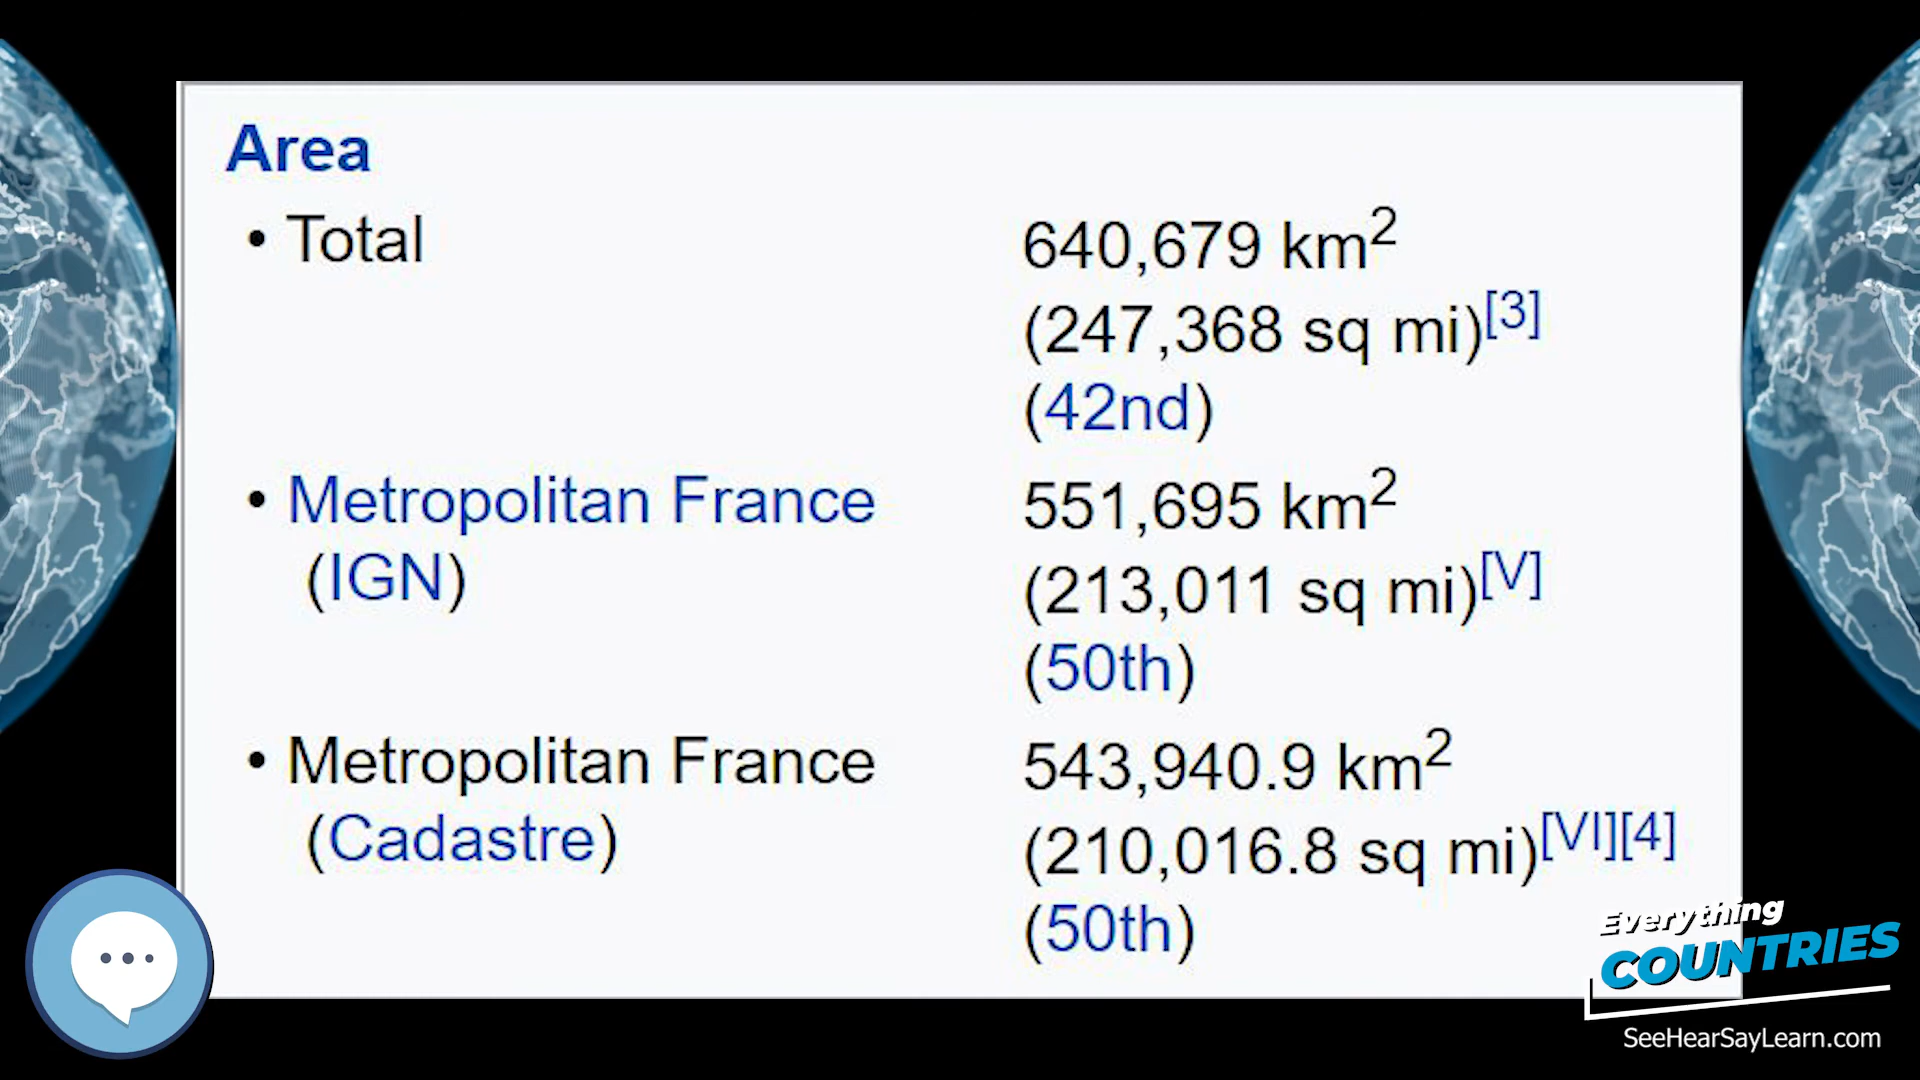 Area
• Total
640,679 km²
(247,368 sq mi)[3]
(42nd)
• Metropolitan France
(IGN)
551,695 km²
(213,011 sq mi)[V]
(50th)
• Metropolitan France
(Cadastre)
543,940.9 km²
(210,016.8 sq mi)[VI][4]
(50th)
Everything
COUNTRIES
SeeHearSayLearn.com